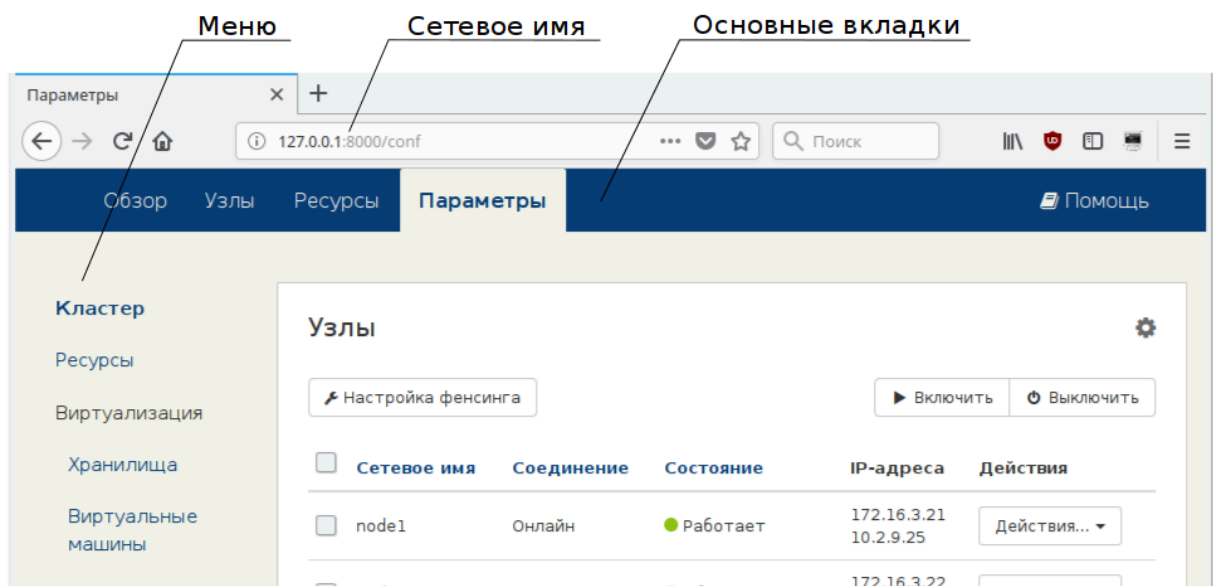 Меню Сетевое имя Основные вкладки
Параметры
127.0.0.1:8000/conf
Поиск
Обзор Узлы Ресурсы Параметры Помощь
Кластер
Ресурсы
Виртуализация
Хранилища
Виртуальные
машины
Узлы
Настройка фенсинга Включить Выключить
Сетевое имя Соединение Состояние IP-адреса Действия
node1 Онлайн Работает 172.16.3.21
10.2.9.25 Действия...
172.16.3.22